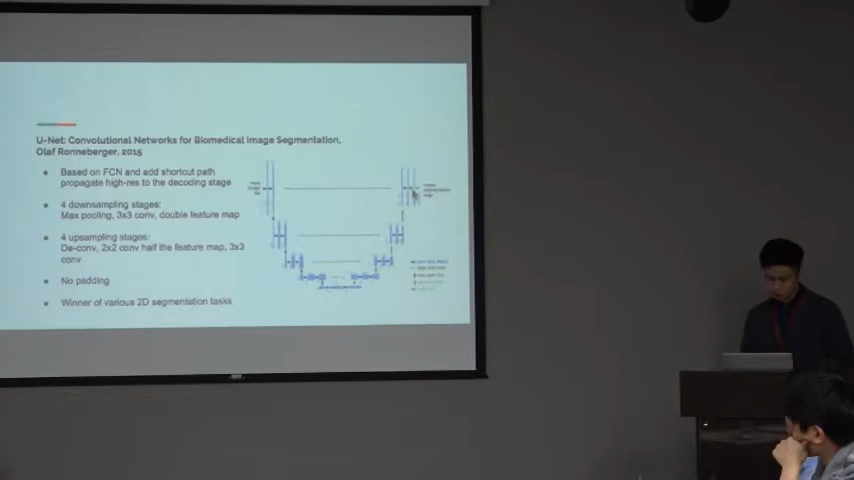 U-Net: Convolutional Networks for Biomedical Image Segmentation,
Olaf Ronneberger, 2015
Based on FCN and add shortcut path
propagate high-res to the decoding stage
4 downsampling stages:
Max pooling, 3x3 conv, double feature map
4 upsampling stages:
De-conv, 2x2 conv half the feature map, 3x3
conv
No padding
Winner of various 2D segmentation tasks